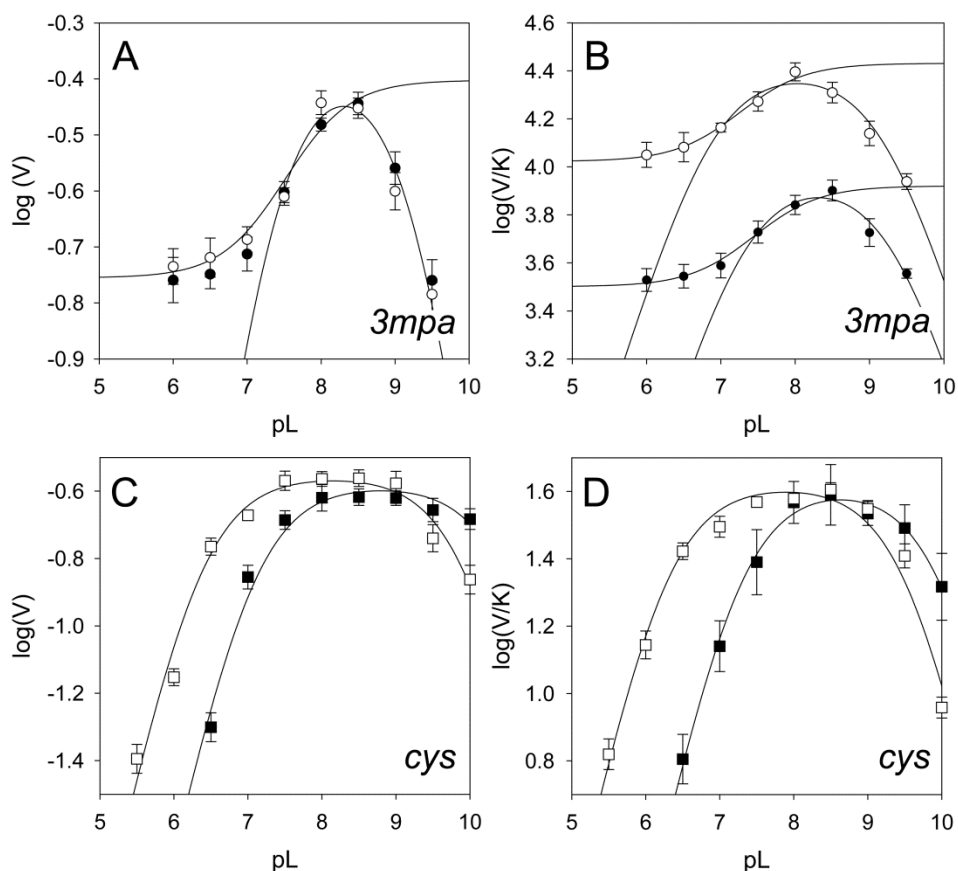 A
-0.3
-0.4
-0.5
-0.6
-0.7
-0.8
-0.9
log (V)
5 6 7 8 9 10
pL
3mpa
B
4.6
4.4
4.2
4.0
3.8
3.6
3.4
3.2
log(V/K)
5 6 7 8 9 10
pL
3mpa
C
-0.6
-0.8
-1.0
-1.2
-1.4
log(V)
5 6 7 8 9 10
pL
cys
D
1.6
1.4
1.2
1.0
0.8
log(V/K)
5 6 7 8 9 10
pL
cys